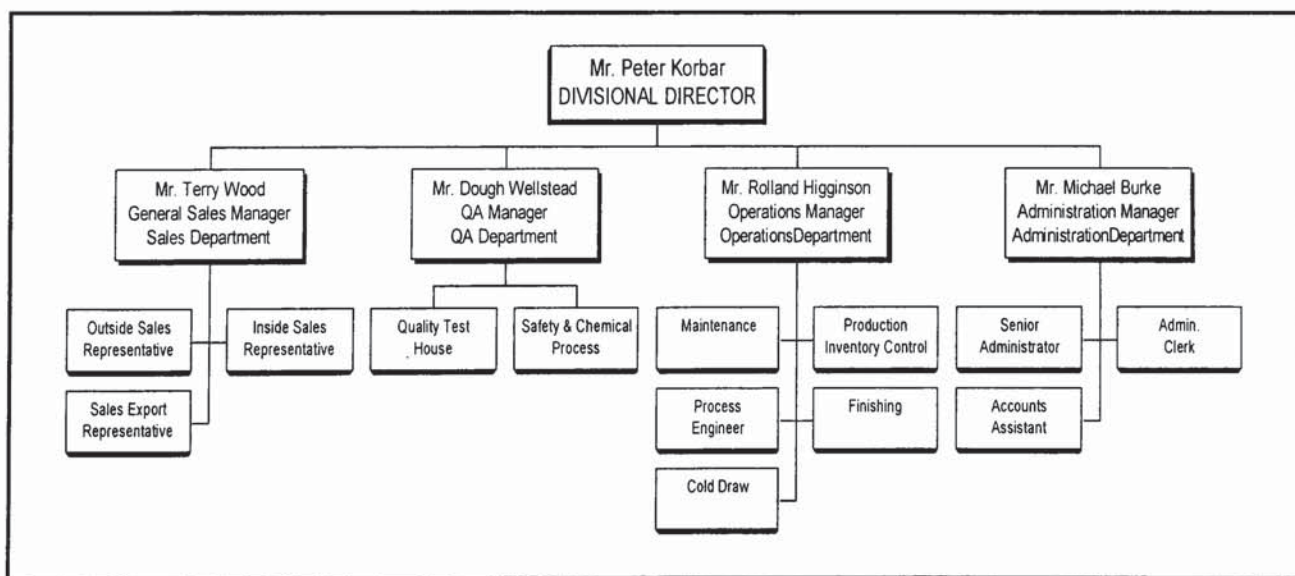 Mr. Peter Korbar
DIVISIONAL DIRECTOR
Mr. Terry Wood
General Sales Manager
Sales Department
Mr. Dough Wellstead
QA Manager
QA Department
Mr. Rolland Higginson
Operations Manager
OperationsDepartment
Mr. Michael Burke
Administration Manager
AdministrationDepartment
Outside Sales
Representative
Inside Sales
Representative
Sales Export
Representative
Quality Test
House
Safety & Chemical
Process
Maintenance
Production
Inventory Control
Process
Engineer
Finishing
Cold Draw
Senior
Administrator
Admin.
Clerk
Accounts
Assistant